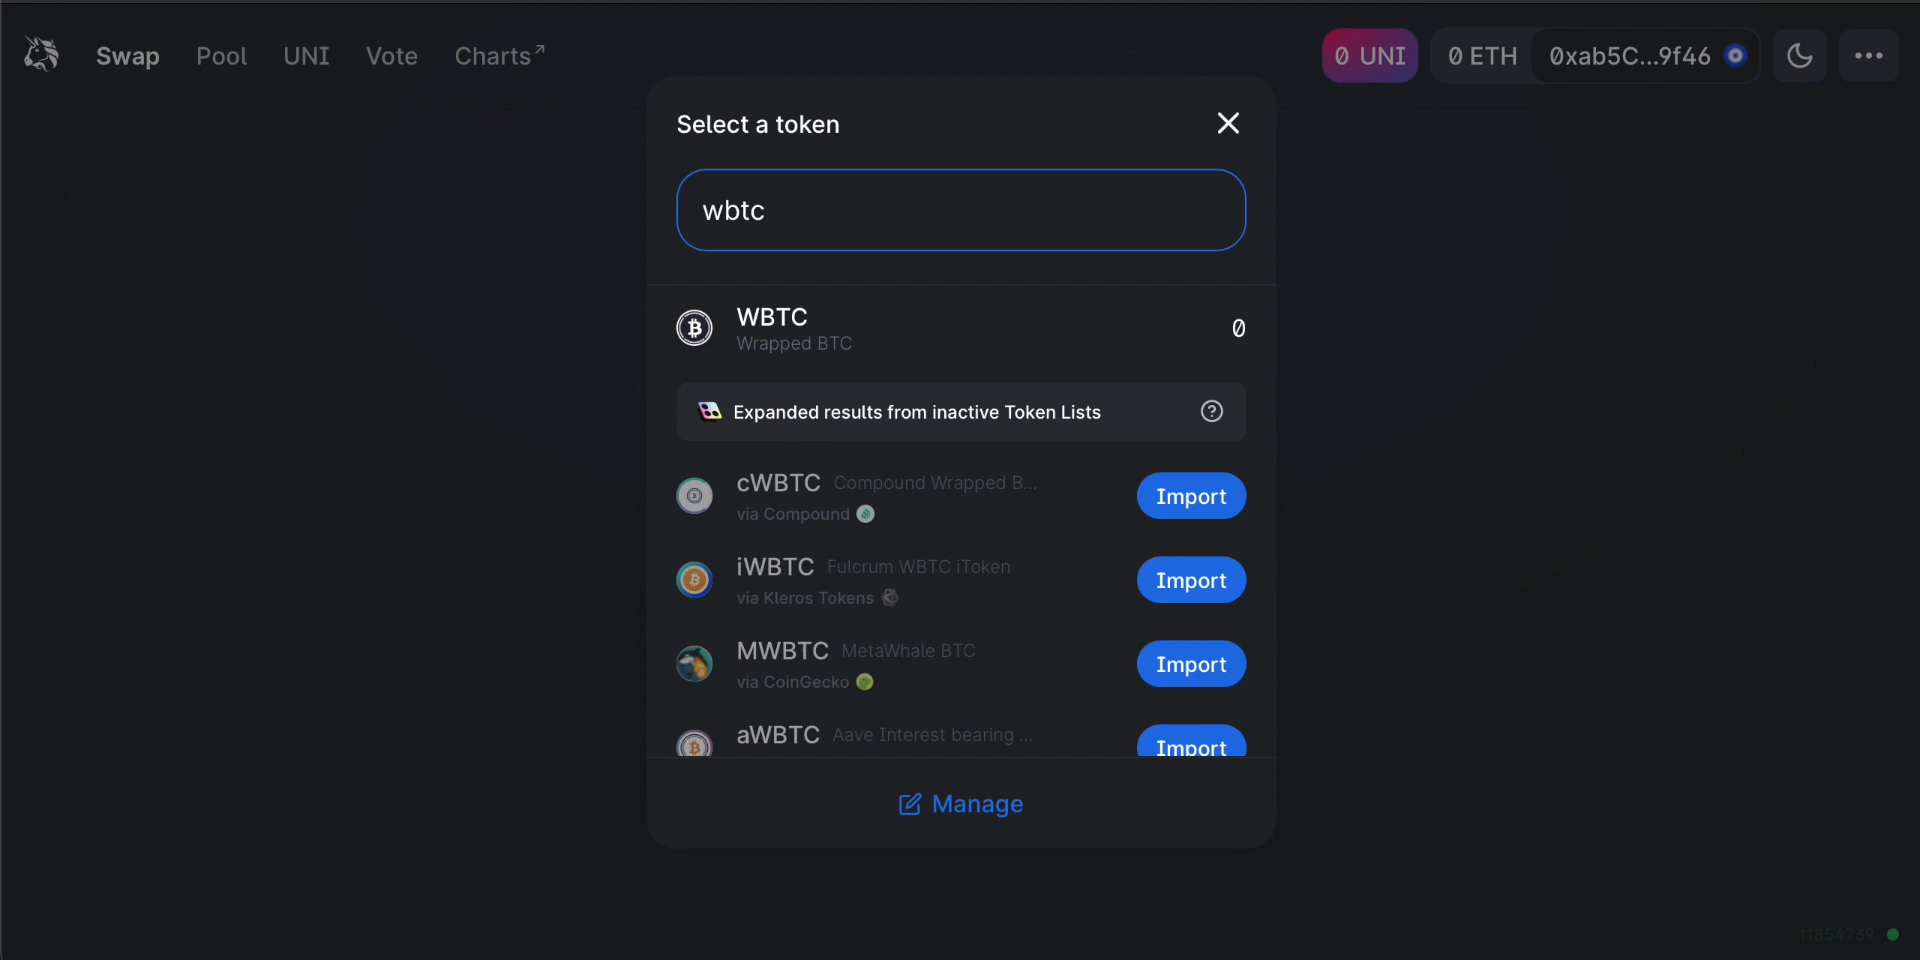 Swap Pool UNI Vote Charts↗ 0 UNI 0 ETH 0xab5C...9f46
Select a token
wbtc
WBTC
Wrapped BTC
0
Expanded results from inactive Token Lists
cWBTC Compound Wrapped B...
via Compound
Import
iWBTC Fulcrum WBTC iToken
via Kleros Tokens
Import
MWBTC MetaWhale BTC
via CoinGecko
Import
aWBTC Aave Interest bearing ...
Import
Manage
11854739